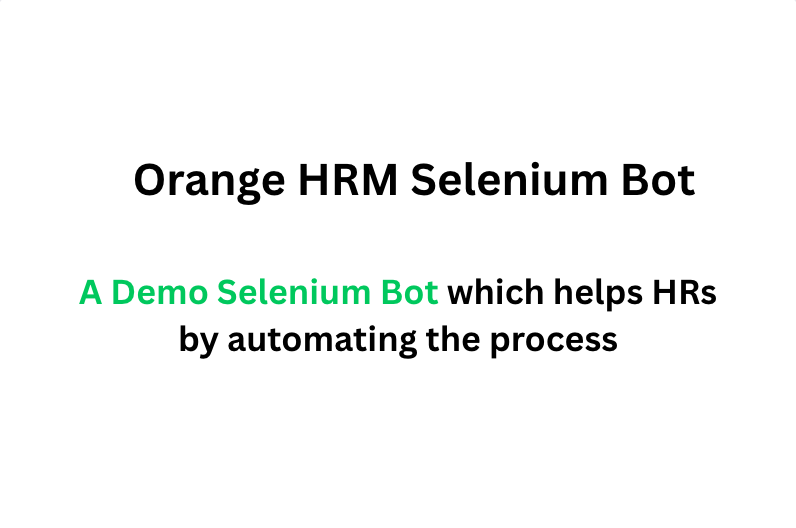 Orange HRM Selenium Bot
A Demo Selenium Bot which helps HRs
by automating the process